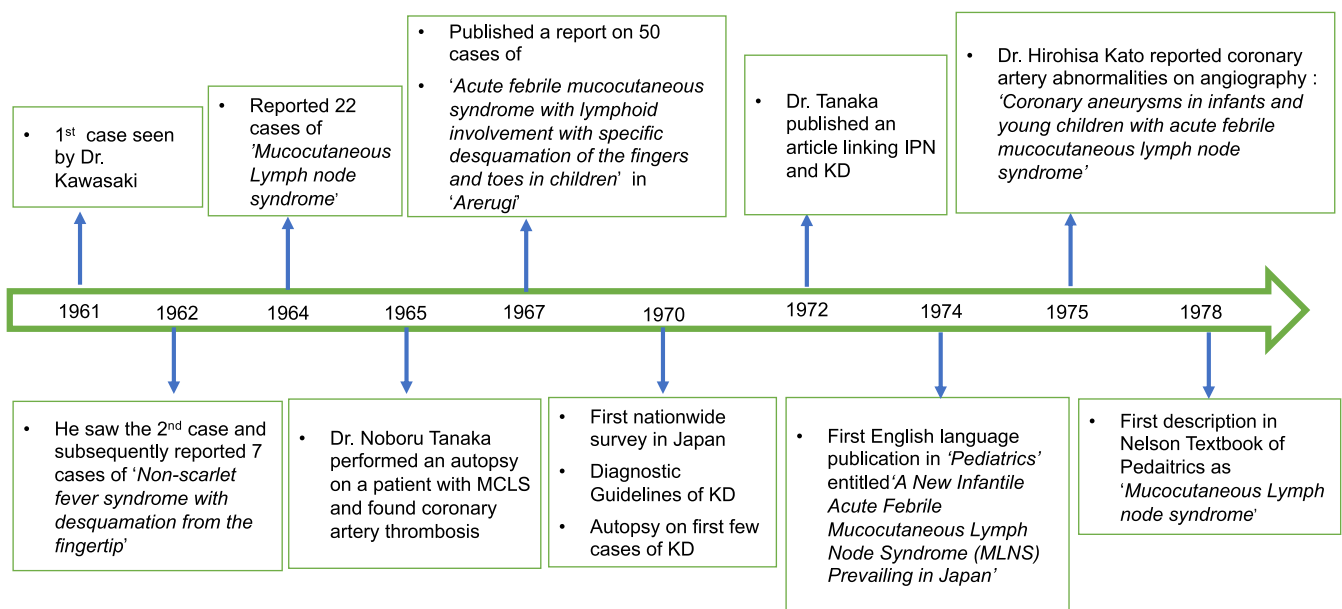 • 1st case seen
by Dr.
Kawasaki
• Reported 22
cases of
’Mucocutaneous
Lymph node
syndrome’
• Published a report on 50
cases of
• ‘Acute febrile mucocutaneous
syndrome with lymphoid
involvement with specific
desquamation of the fingers
and toes in children’ in
‘Arerugi’
• Dr. Tanaka
published an
article linking IPN
and KD
• Dr. Hirohisa Kato reported coronary
artery abnormalities on angiography :
‘Coronary aneurysms in infants and
young children with acute febrile
mucocutaneous lymph node
syndrome’
1961 1962 1964 1965 1967 1970 1972 1974 1975 1978
• He saw the 2nd case and
subsequently reported 7
cases of ‘Non-scarlet
fever syndrome with
desquamation from the
fingertip’
• Dr. Noboru Tanaka
performed an autopsy
on a patient with MCLS
and found coronary
artery thrombosis
• First nationwide
survey in Japan
• Diagnostic
Guidelines of KD
• Autopsy on first few
cases of KD
• First English language
publication in ‘Pediatrics’
entitled‘A New Infantile
Acute Febrile
Mucocutaneous Lymph
Node Syndrome (MLNS)
Prevailing in Japan’
• First description in
Nelson Textbook of
Pedaitrics as
‘Mucocutaneous Lymph
node syndrome’